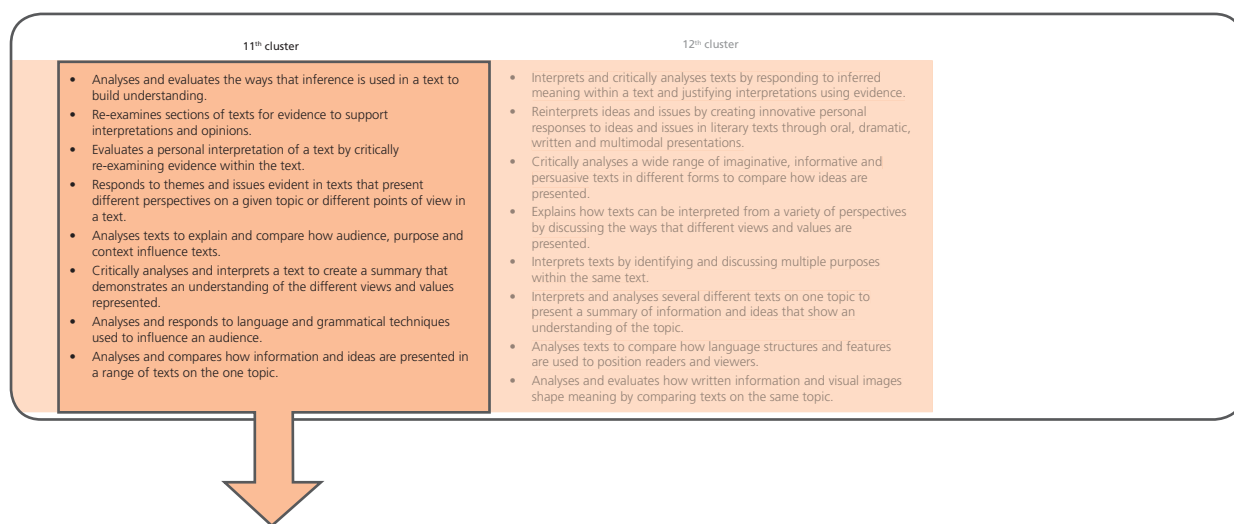 11th cluster
• Analyses and evaluates the ways that inference is used in a text to
build understanding.
• Re-examines sections of texts for evidence to support
interpretations and opinions.
• Evaluates a personal interpretation of a text by critically
re-examining evidence within the text.
• Responds to themes and issues evident in texts that present
different perspectives on a given topic or different points of view in
a text.
• Analyses texts to explain and compare how audience, purpose and
context influence texts.
• Critically analyses and interprets a text to create a summary that
demonstrates an understanding of the different views and values
represented.
• Analyses and responds to language and grammatical techniques
used to influence an audience.
• Analyses and compares how information and ideas are presented in
a range of texts on the one topic.
12th cluster
• Interprets and critically analyses texts by responding to inferred
meaning within a text and justifying interpretations using evidence.
• Reinterprets ideas and issues by creating innovative personal
responses to ideas and issues in literary texts through oral, dramatic,
written and multimodal presentations.
• Critically analyses a wide range of imaginative, informative and
persuasive texts in different forms to compare how ideas are
presented.
• Explains how texts can be interpreted from a variety of perspectives
by discussing the ways that different views and values are
presented.
• Interprets texts by identifying and discussing multiple purposes
within the same text.
• Interprets and analyses several different texts on one topic to
present a summary of information and ideas that show an
understanding of the topic.
• Analyses texts to compare how language structures and features
are used to position readers and viewers.
• Analyses and evaluates how written information and visual images
shape meaning by comparing texts on the same topic.